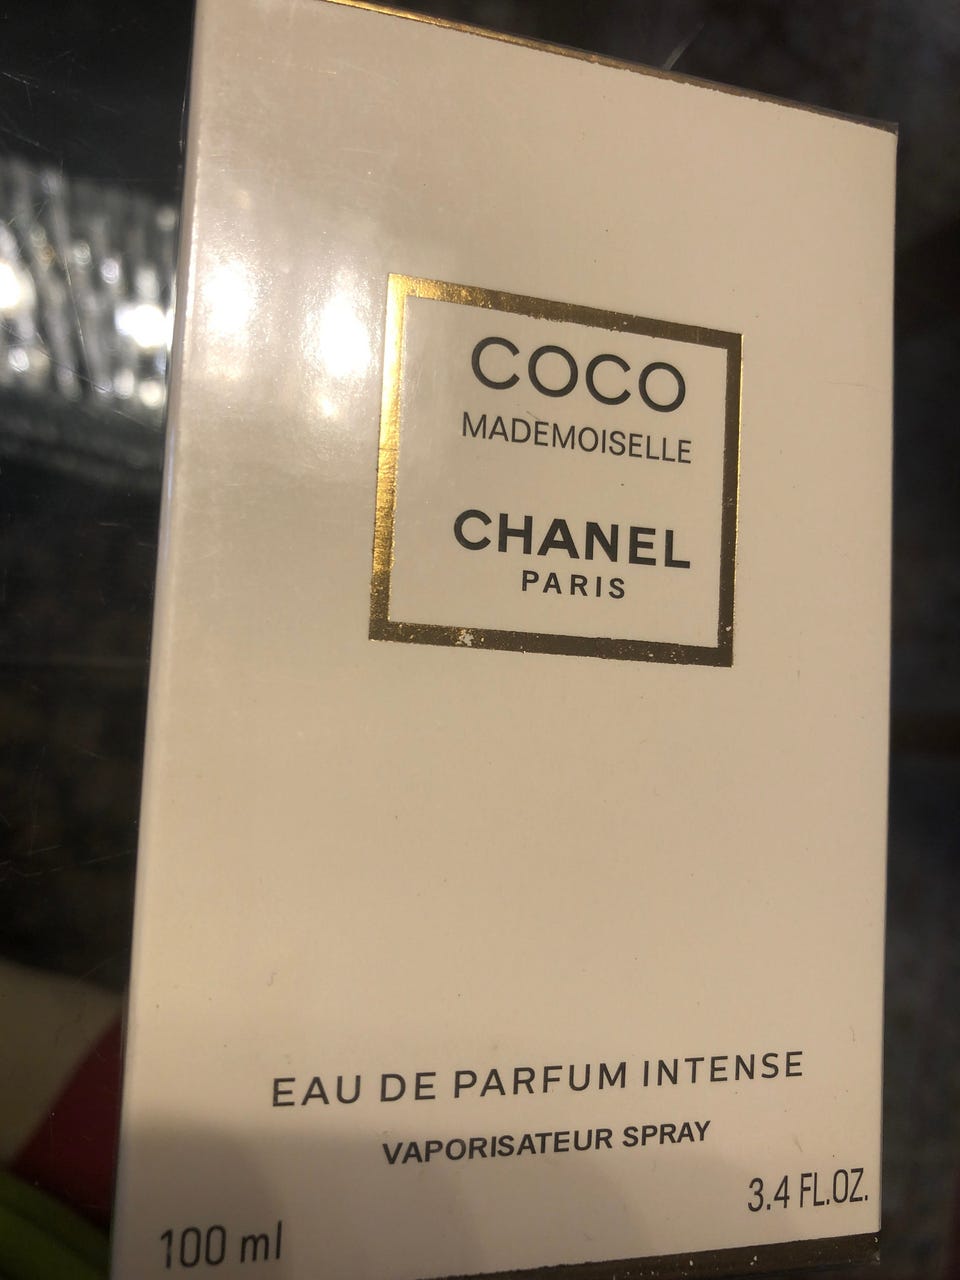 COCO
MADEMOISELLE
CHANEL
PARIS
EAU DE PARFUM INTENSE
VAPORISATEUR SPRAY
3.4 FL.OZ.
100 ml